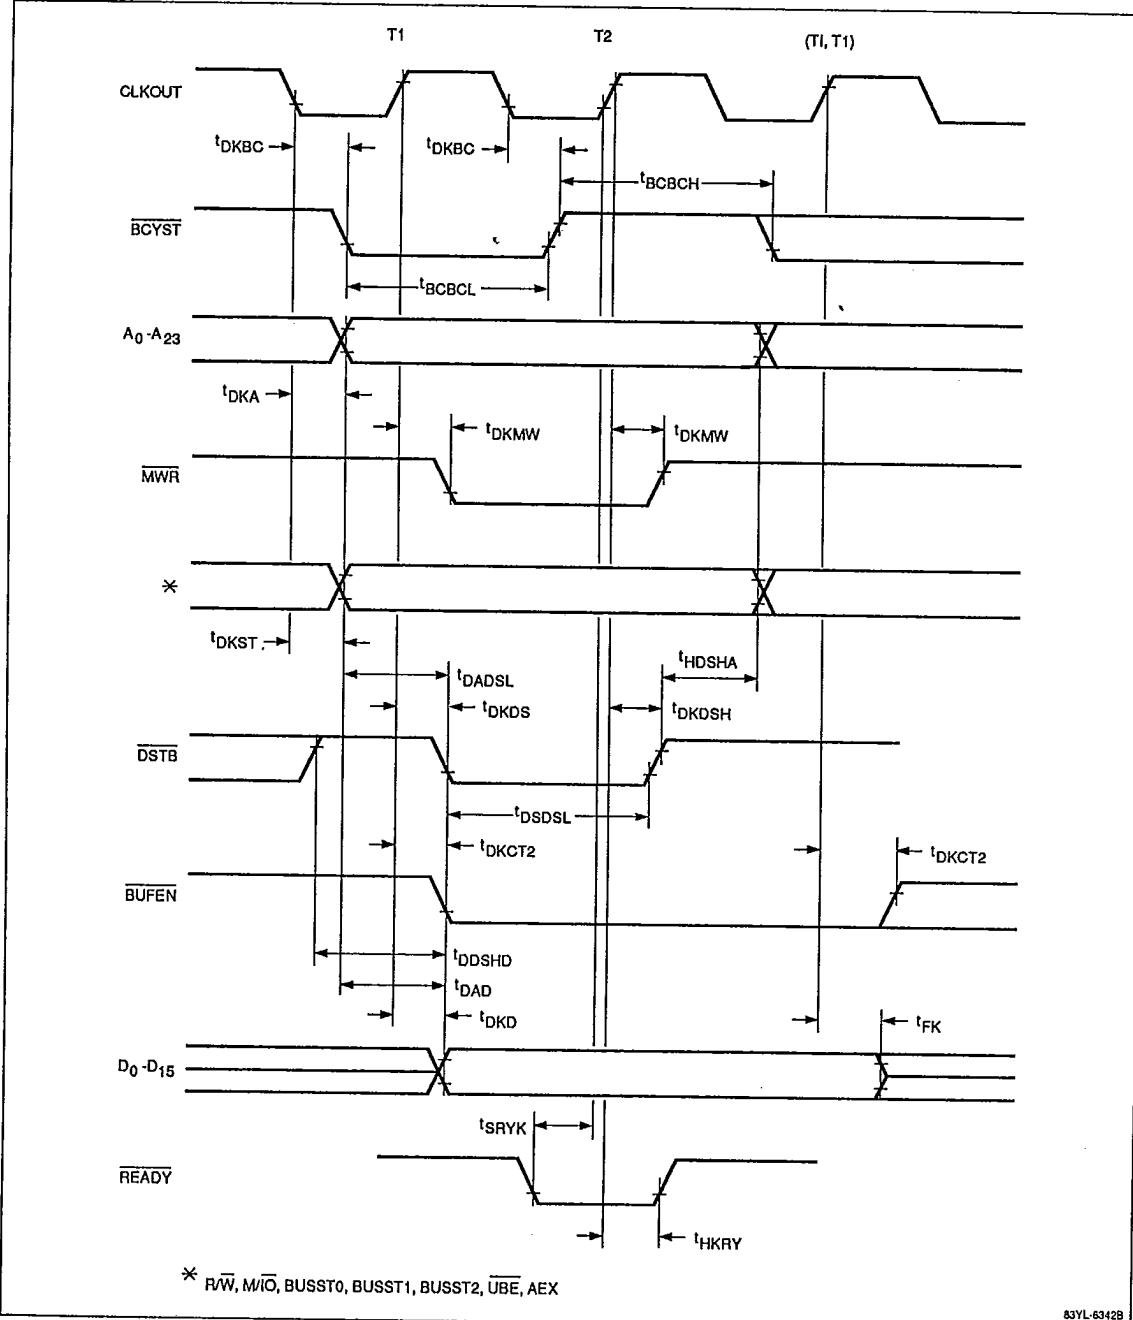 T1 T2 (TI, T1)
CLKOUT
tDKBC tDKBC
tBCBCH
BCYST
tBCBCL
A0-A23
tDKA
tDKMW tDKMW
MWR
*
tDKST
tHDSHA
tDADSL
tDKDS tDKDSH
DSTB
tDSDSL
tDKCT2 tDKCT2
BUFEN
tDDSHD
tDAD
tDKD tFK
D0-D15
tSRYK
READY
tHKRY
* R/W, M/IO, BUSST0, BUSST1, BUSST2, UBE, AEX
83YL-6342B